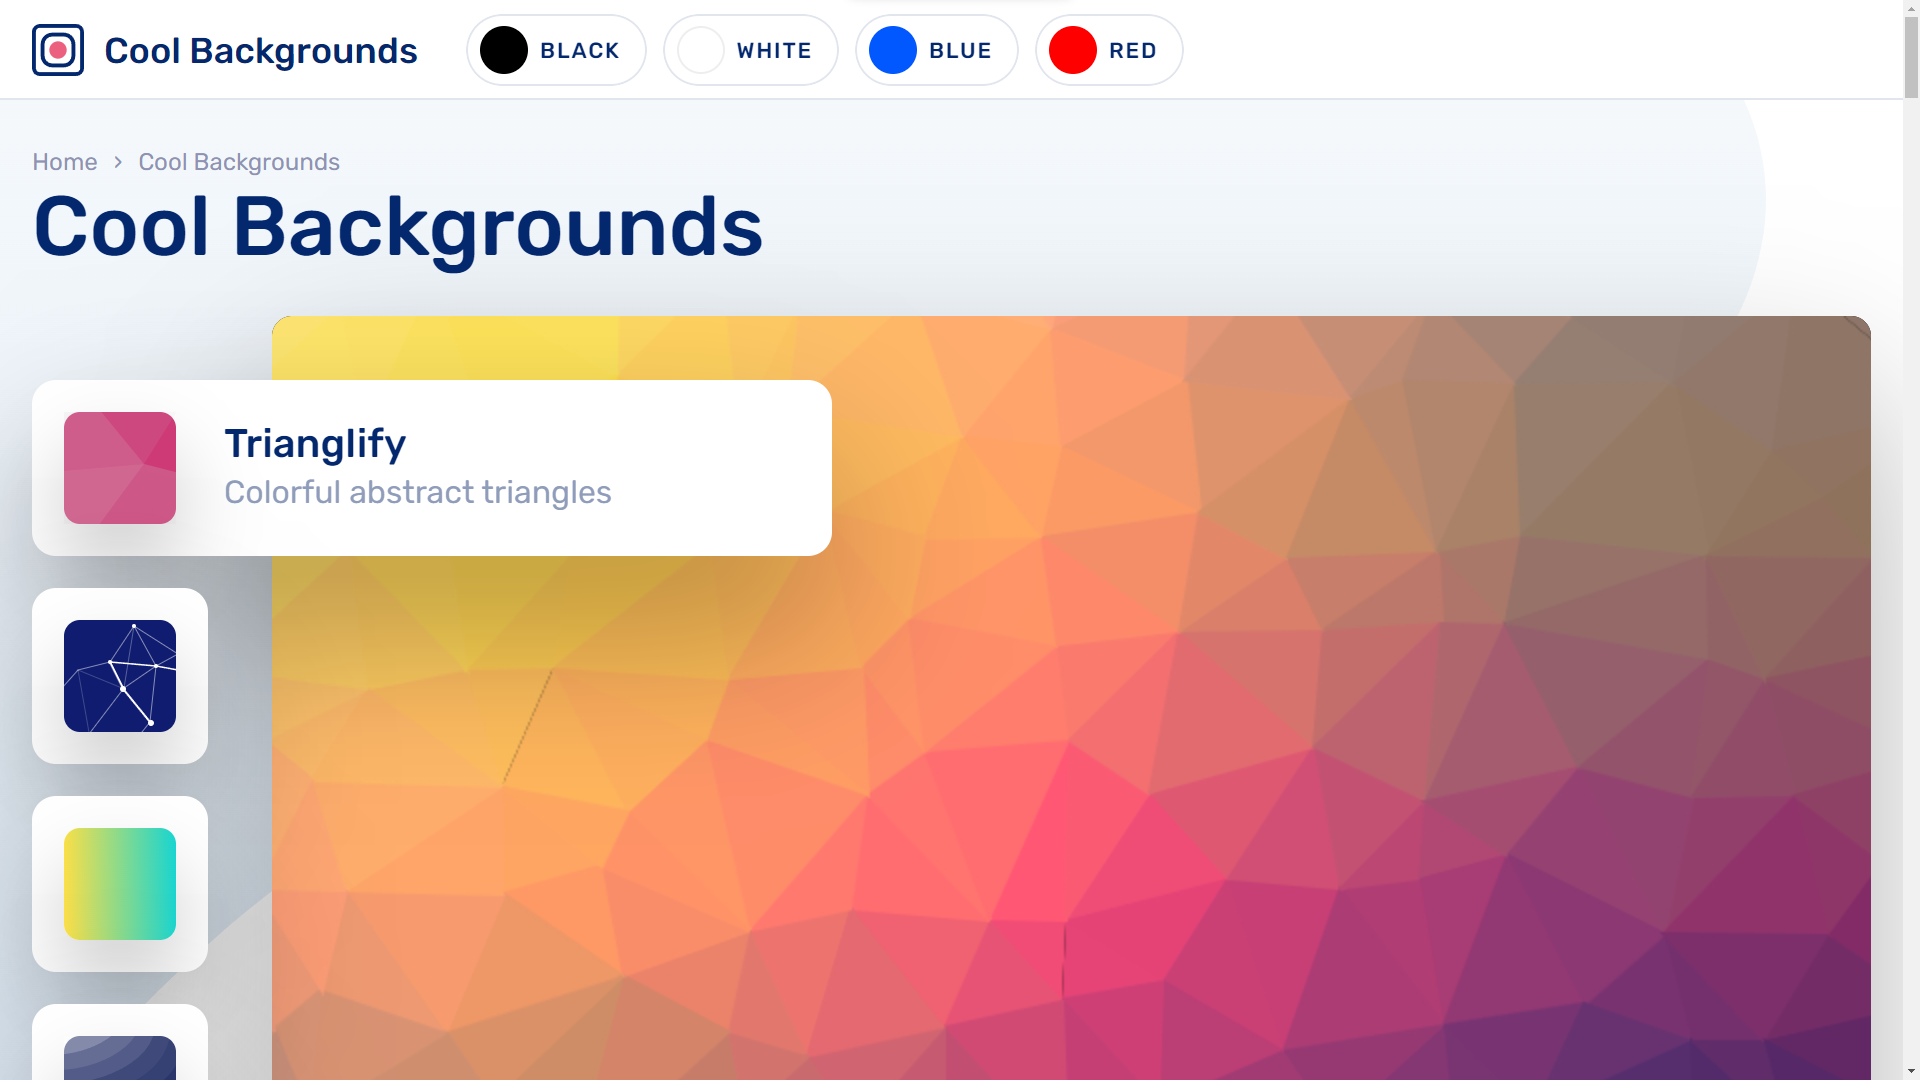 Cool Backgrounds
BLACK
WHITE
BLUE
RED
Home › Cool Backgrounds
Cool Backgrounds
Trianglify
Colorful abstract triangles